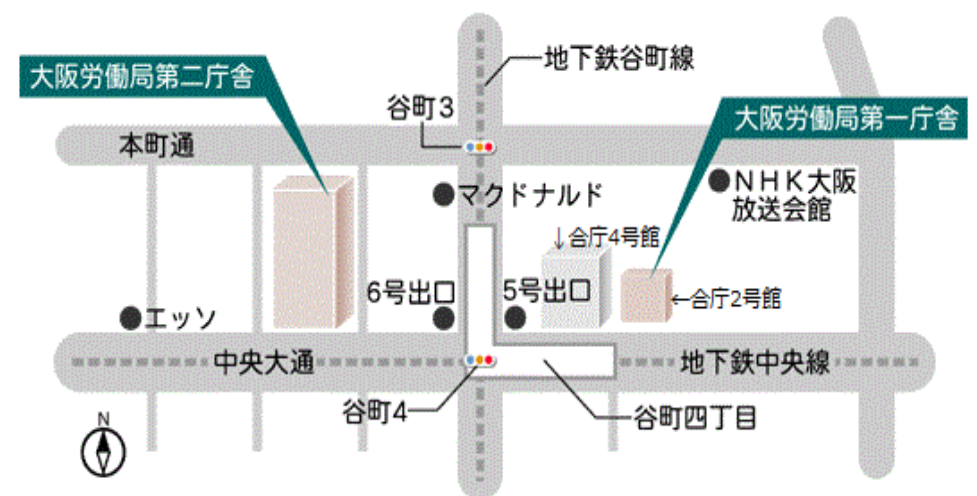 地下鉄谷町線
大阪労働局第二庁舎
谷町3
大阪労働局第一庁舎
本町通
マクドナルド
●NHK大阪
放送会館
↓合庁4号館
6号出口
5号出口
←合庁2号館
エッソ
中央大通
地下鉄中央線
谷町4
谷町四丁目
N